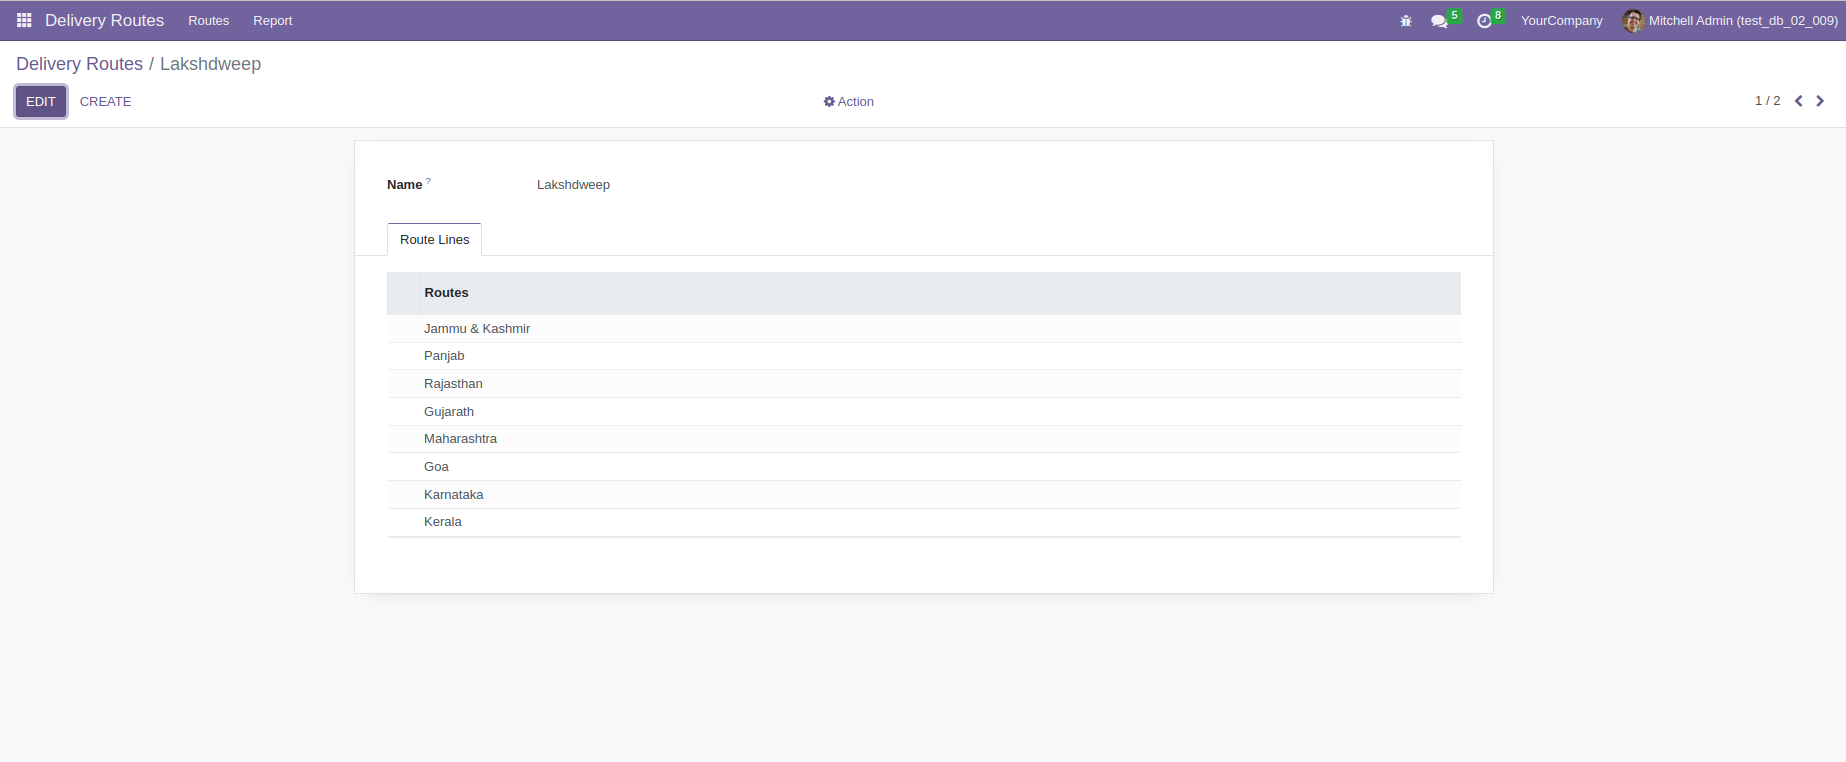 Delivery Routes Routes Report 5 8 YourCompany Mitchell Admin (test_db_02_009)
Delivery Routes / Lakshdweep
EDIT CREATE Action 1 / 2
Name ? Lakshdweep
Route Lines
Routes
Jammu & Kashmir
Panjab
Rajasthan
Gujarath
Maharashtra
Goa
Karnataka
Kerala